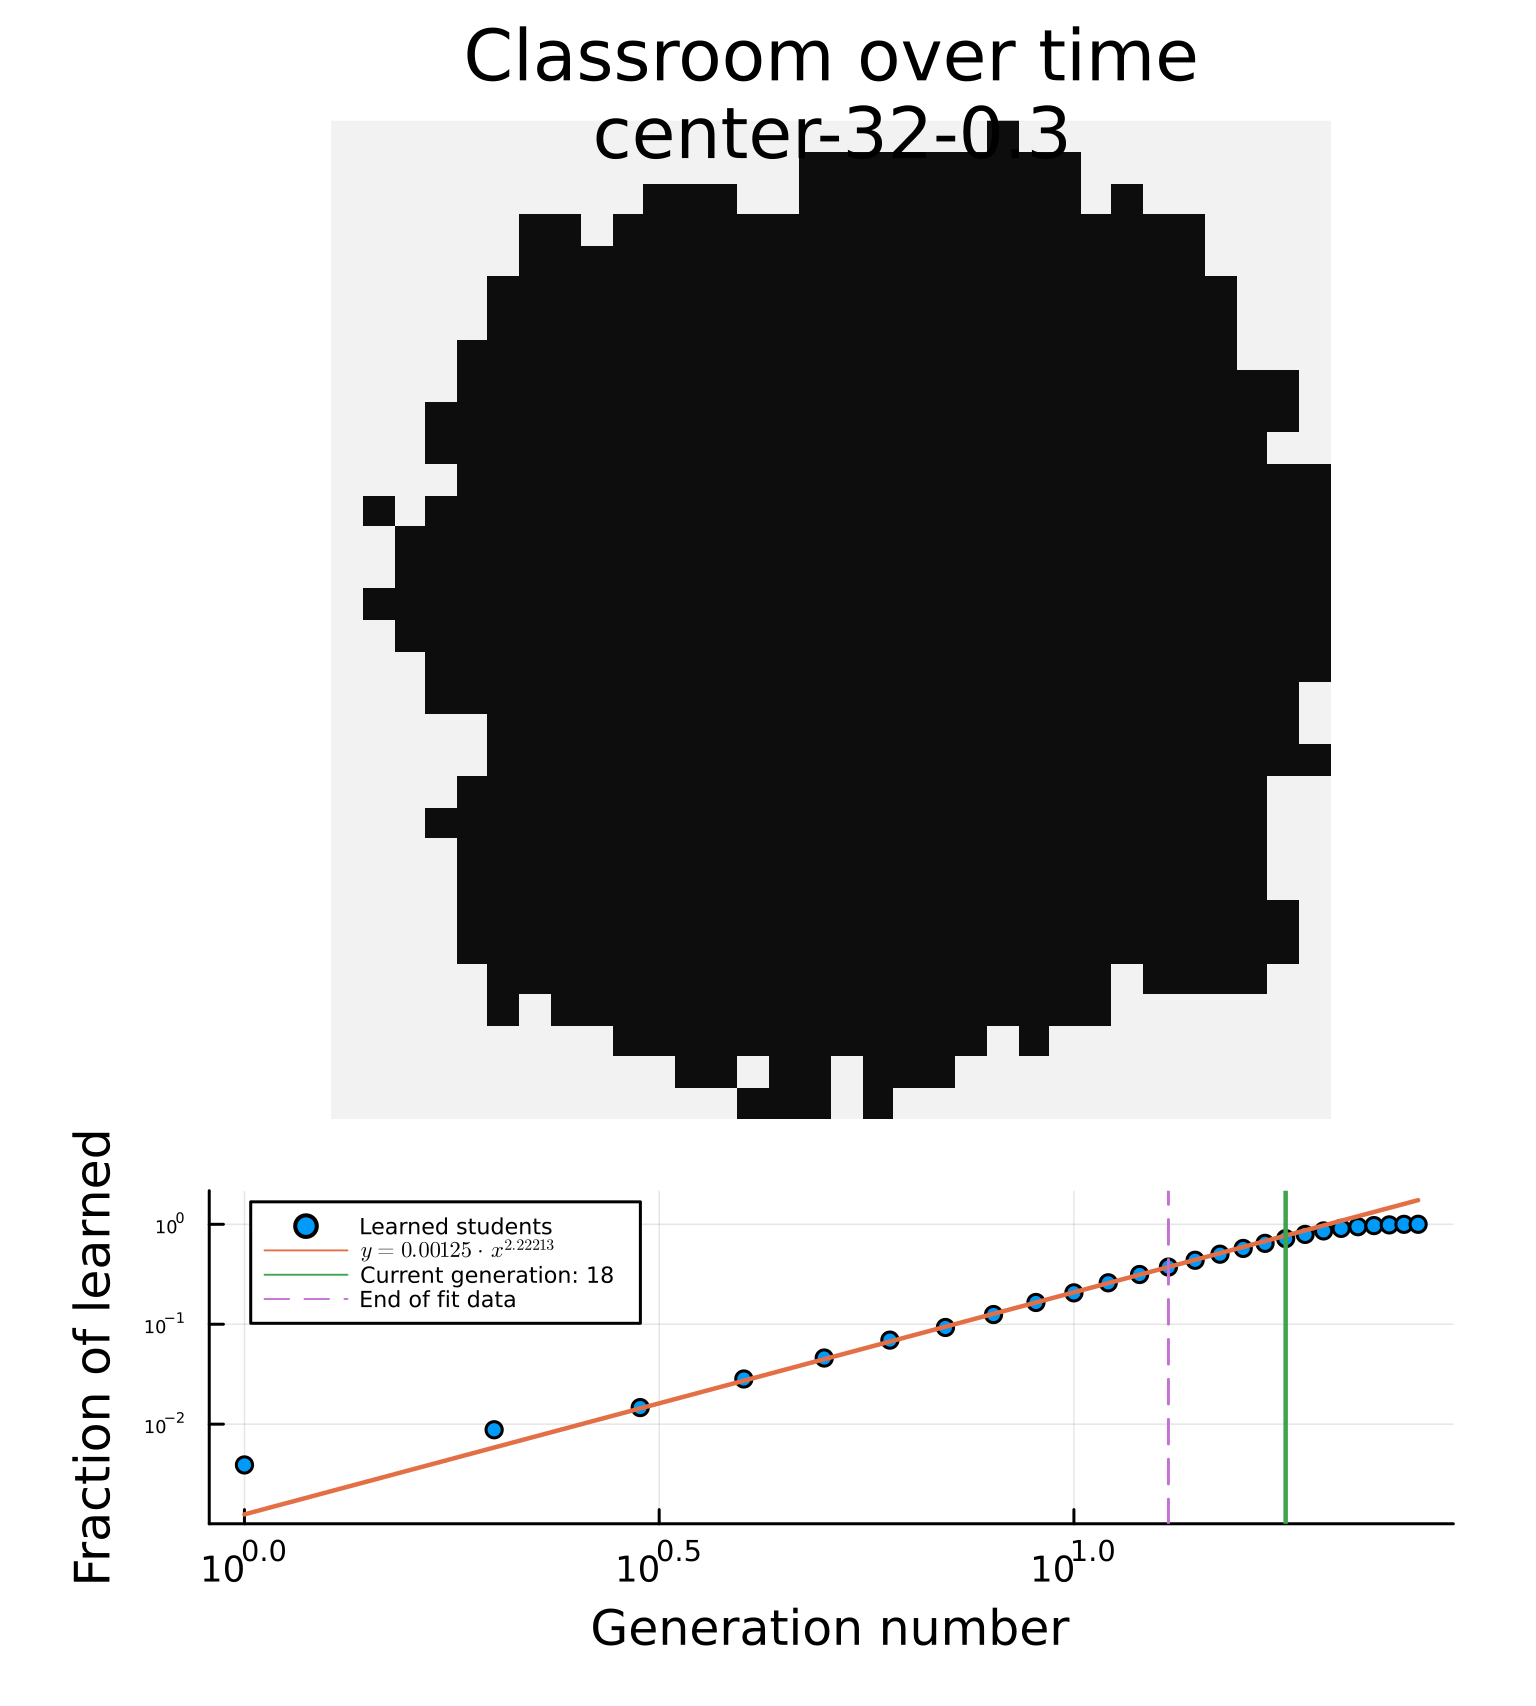 Classroom over time
center-32-0.3
Fraction of learned
10⁰
10⁻¹
10⁻²
Learned students
y = 0.00125 · x^2.22213
Current generation: 18
End of fit data
10^0.0
10^0.5
10^1.0
Generation number